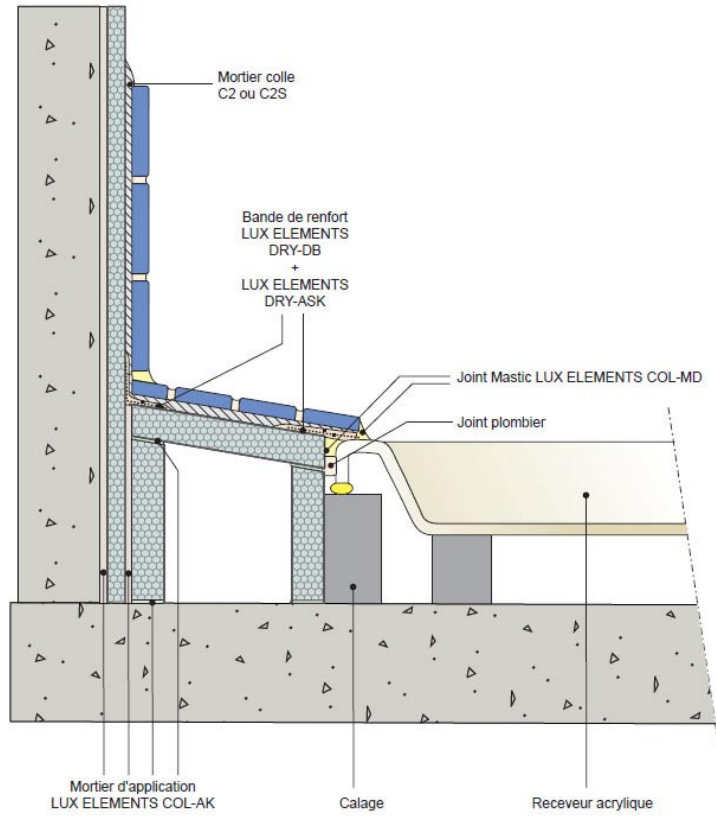 Mortier colle
C2 ou C2S
Bande de renfort
LUX ELEMENTS
DRY-DB
+
LUX ELEMENTS
DRY-ASK
Joint Mastic LUX ELEMENTS COL-MD
Joint plombier
Mortier d'application
LUX ELEMENTS COL-AK
Calage
Receveur acrylique